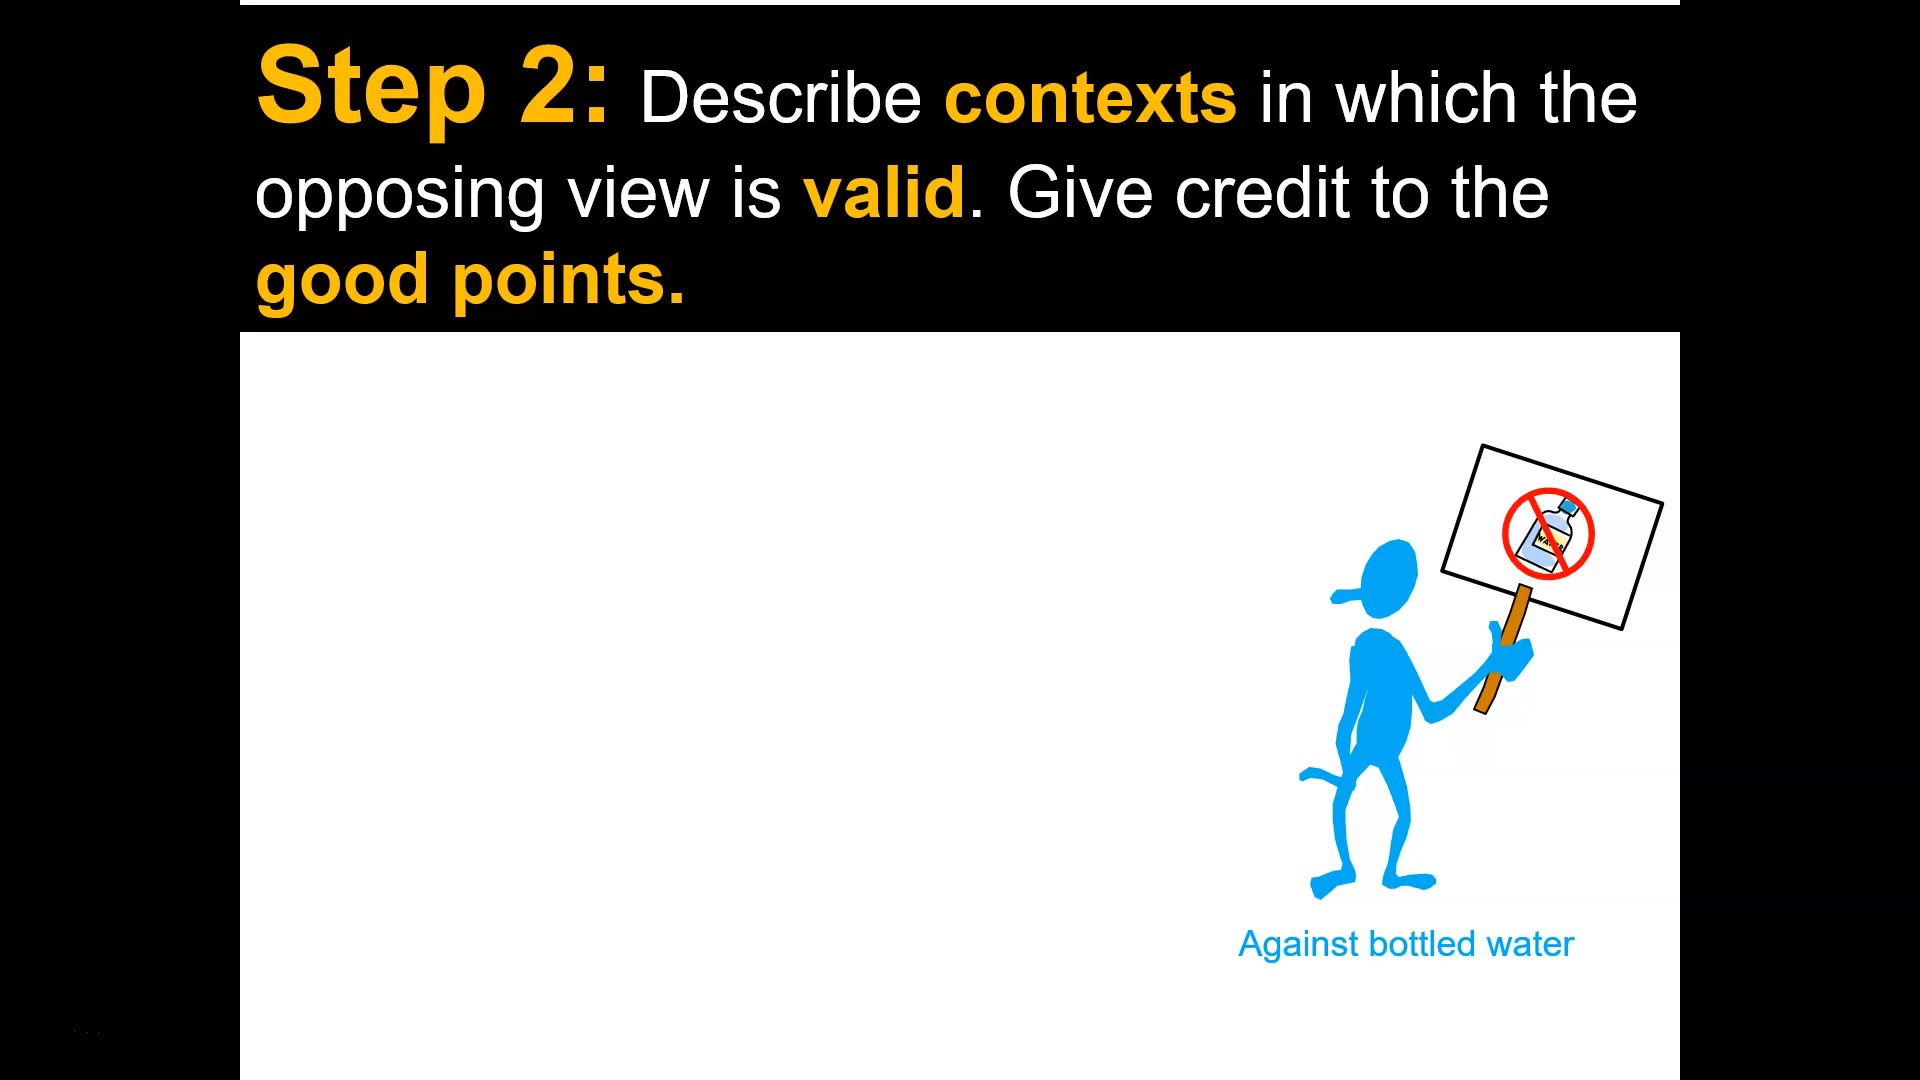 Step 2: Describe contexts in which the
opposing view is valid. Give credit to the
good points.
WATER
Against bottled water